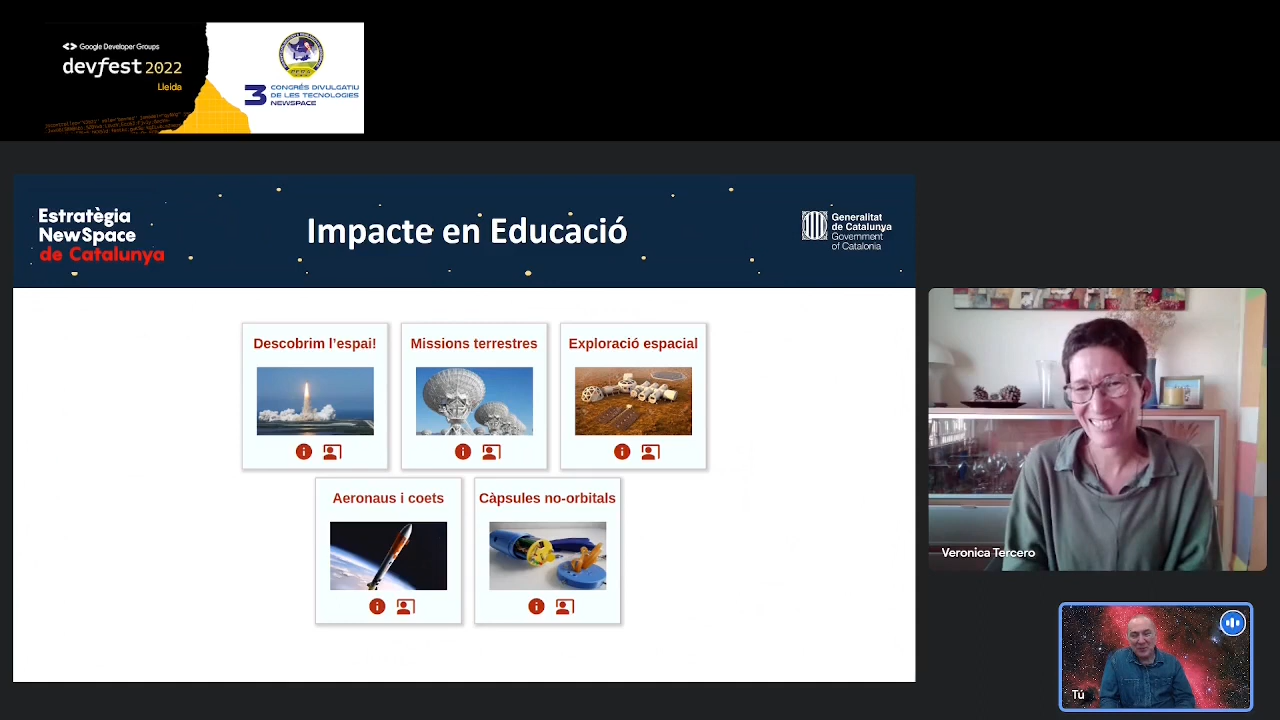 Google Developer Groups
devfest 2022
Lleida
3
CONGRÉS DIVULGATIU
DE LES TECNOLOGIES
NEWSPACE
Estratègia
NewSpace
de Catalunya
Impacte en Educació
Generalitat
de Catalunya
Government
of Catalonia
Descobrim l'espai!
Missions terrestres
Exploració espacial
Aeronaus i coets
Càpsules no-orbitals
Veronica Tercero
Tú